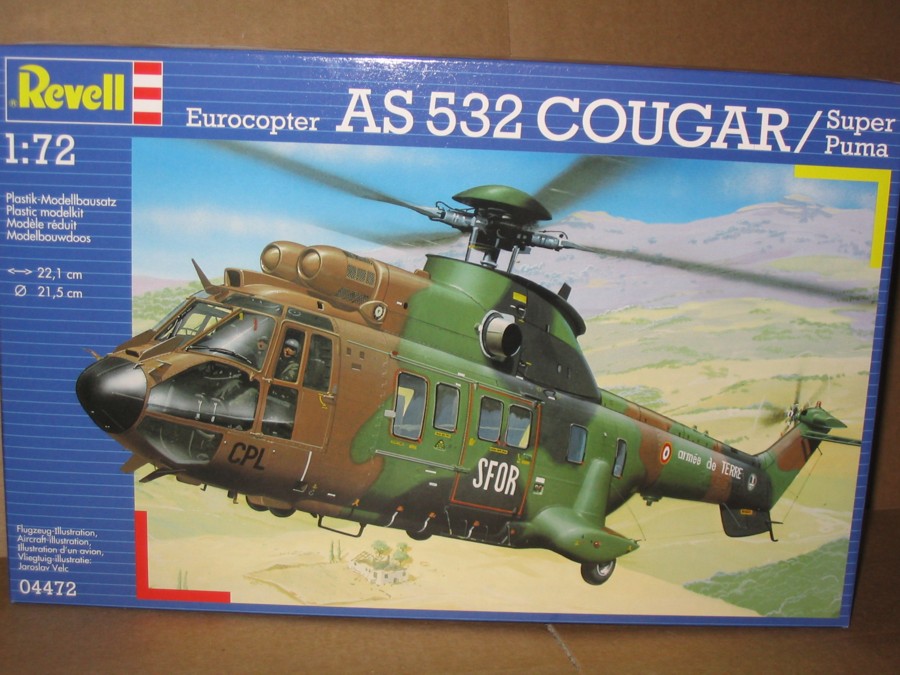 Revell
1:72
Eurocopter AS 532 COUGAR/Super Puma
Plastik-Modellbausatz
Plastic modelkit
Modèle réduit
Modelbouwdoos
22,1 cm
Ø 21,5 cm
CPL
SFOR
armée de TERRE
Flugzeug-Illustration,
Aircraft-illustration,
Illustration d'un avion,
Vliegtuig-illustratie:
Jaroslav Velc
04472